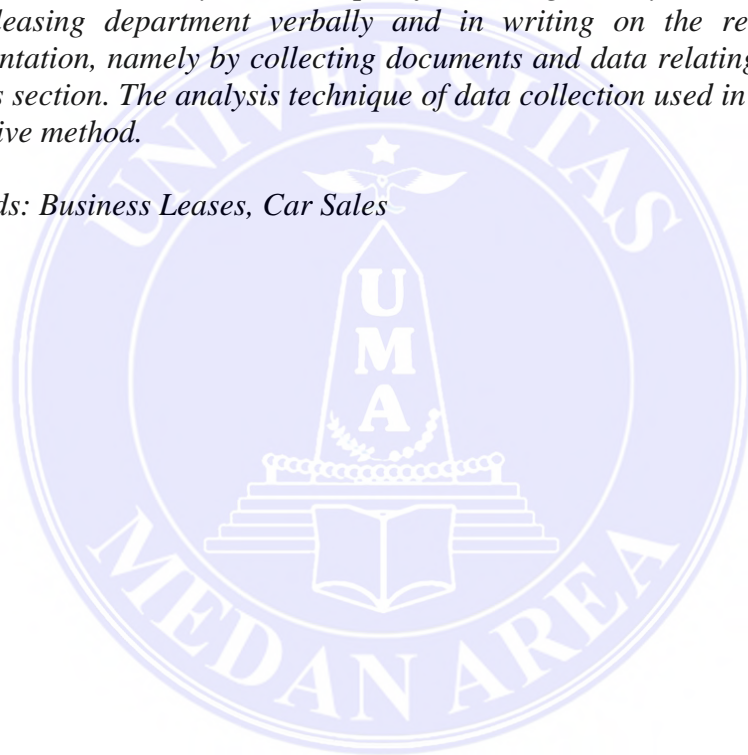 leasing department verbally and in writing on the re
ntation, namely by collecting documents and data relating
s section. The analysis technique of data collection used in
ive method.
ds: Business Leases, Car Sales
UNIVERSITAS
UMA
MEDAN AREA